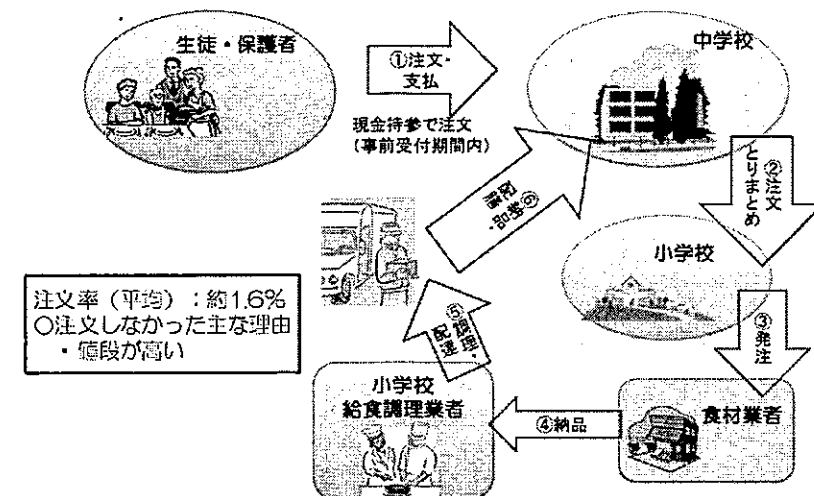 生徒・保護者
①注文・
支払
現金持参で注文
(事前受付期間内)
中学校
②注文
とりまとめ
小学校
③発注
食材業者
④納品
小学校
給食調理業者
⑤調理・
配達
⑥納品・
配膳
注文率(平均):約1.6%
○注文しなかった主な理由
・値段が高い